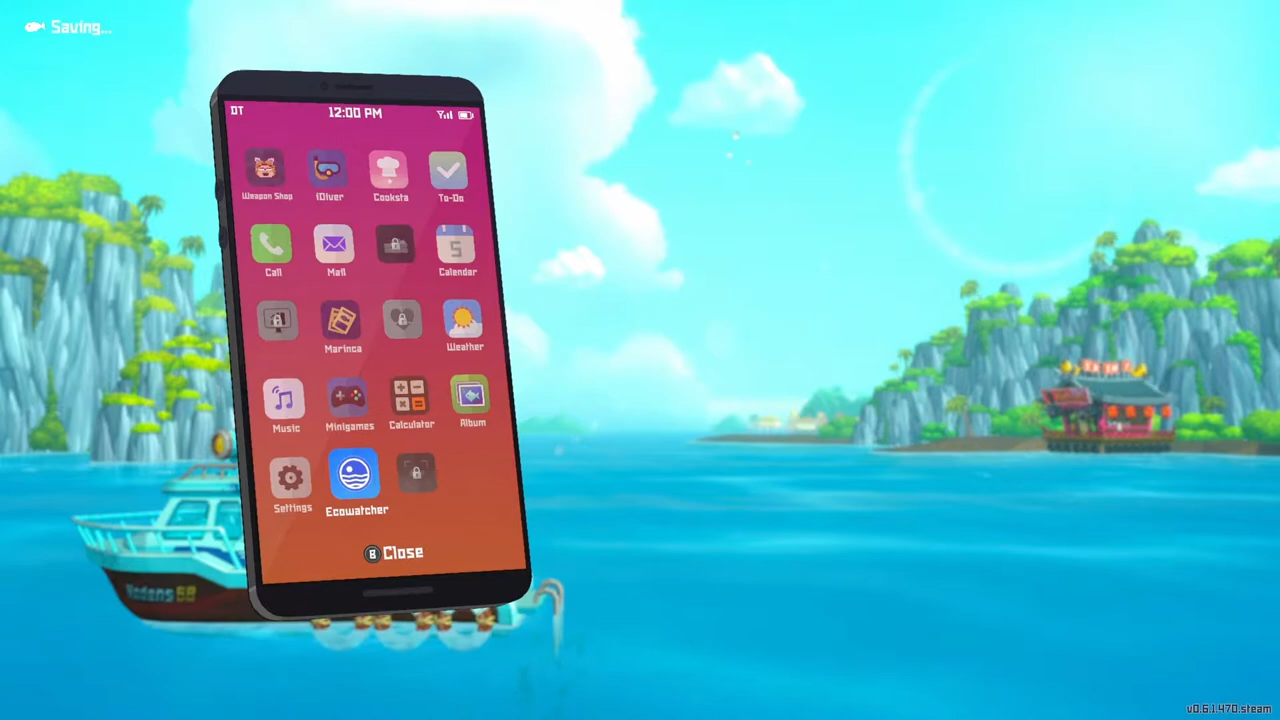 Saving...
DT
12:00 PM
Weapon Shop
iDiver
Cooksta
To-Do
Call
Mail
5
Calendar
Marinca
Weather
Music
Minigames
Calculator
Album
Settings
Ecowatcher
B Close
v0.6.1.470.steam